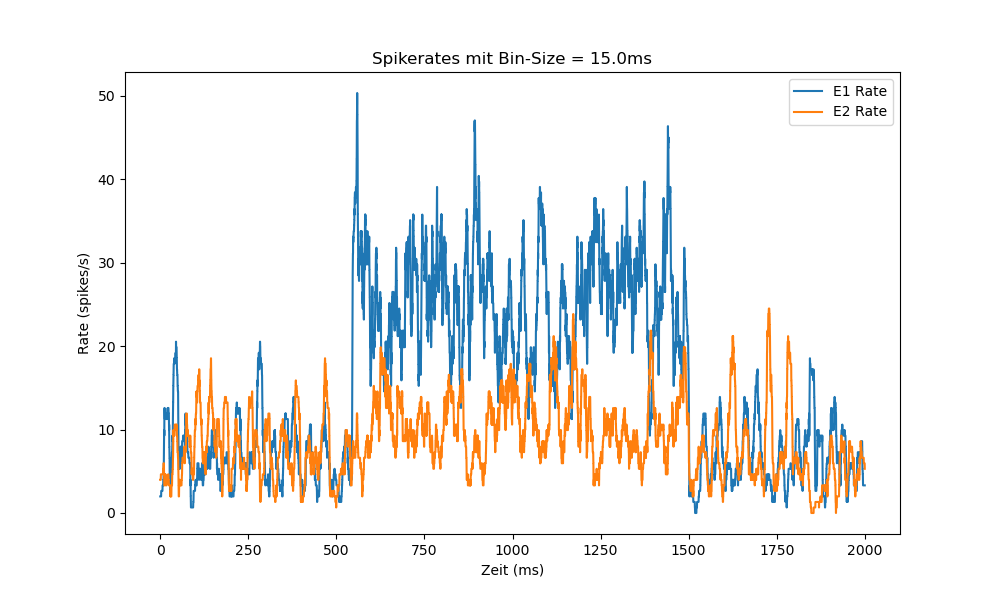 Spikerates mit Bin-Size = 15.0ms
E1 Rate
E2 Rate
Rate (spikes/s)
50
40
30
20
10
0
0 250 500 750 1000 1250 1500 1750 2000
Zeit (ms)